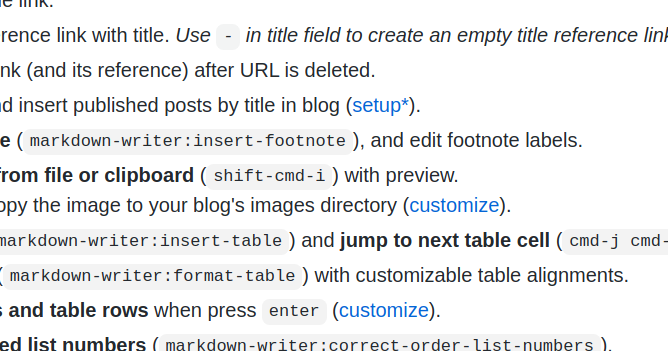 e link.
rence link with title. Use - in title field to create an empty title reference link
nk (and its reference) after URL is deleted.
d insert published posts by title in blog (setup*).
e (markdown-writer:insert-footnote), and edit footnote labels.
from file or clipboard (shift-cmd-i) with preview.
opy the image to your blog's images directory (customize).
markdown-writer:insert-table) and jump to next table cell (cmd-j cmd-
(markdown-writer:format-table) with customizable table alignments.
s and table rows when press enter (customize).
ed list numbers (markdown-writer:correct-order-list-numbers).